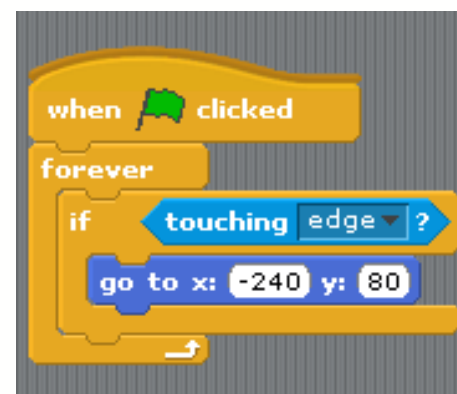 when clicked
forever
if touching edge ?
go to x: -240 y: 80